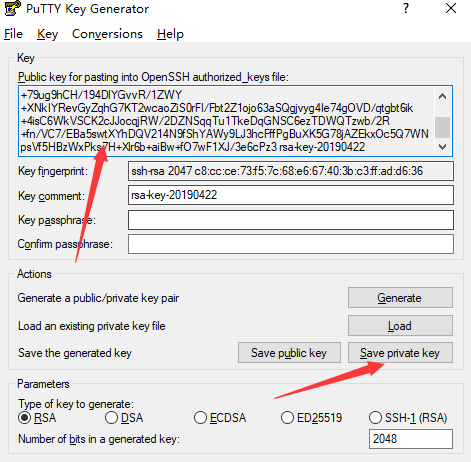 PuTTY Key Generator
File Key Conversions Help
Key
Public key for pasting into OpenSSH authorized_keys file:
+79ug9hCH/194DlYGvvR/1ZWY
+XNkIYRevGyZqhG7KT2wcaoZiS0rFI/Fbt2Z1ojo63aSQgjvyg4Ie74gOVD/qtgbt6ik
+4isC6WkVSCK2cJJocqjRW/2DZNSqqTu1TkeDqGNSC6ezTDWQTzwb/2R
+fn/VC7/EBa5swtXYhDQV214N9fShYAWy9LJ3hcFffPgBuXK5G78jAZEkxOc5Q7WN
psVf5HBzWxPks7H+Xlr6b+aiBw+fO7wF1XJ/3e6cPz3 rsa-key-20190422
Key fingerprint: ssh-rsa 2047 c8:cc:ce:73:f5:7c:68:e6:67:40:3b:c3:ff:ad:d6:36
Key comment: rsa-key-20190422
Key passphrase:
Confirm passphrase:
Actions
Generate a public/private key pair Generate
Load an existing private key file Load
Save the generated key Save public key Save private key
Parameters
Type of key to generate:
RSA DSA ECDSA ED25519 SSH-1 (RSA)
Number of bits in a generated key: 2048